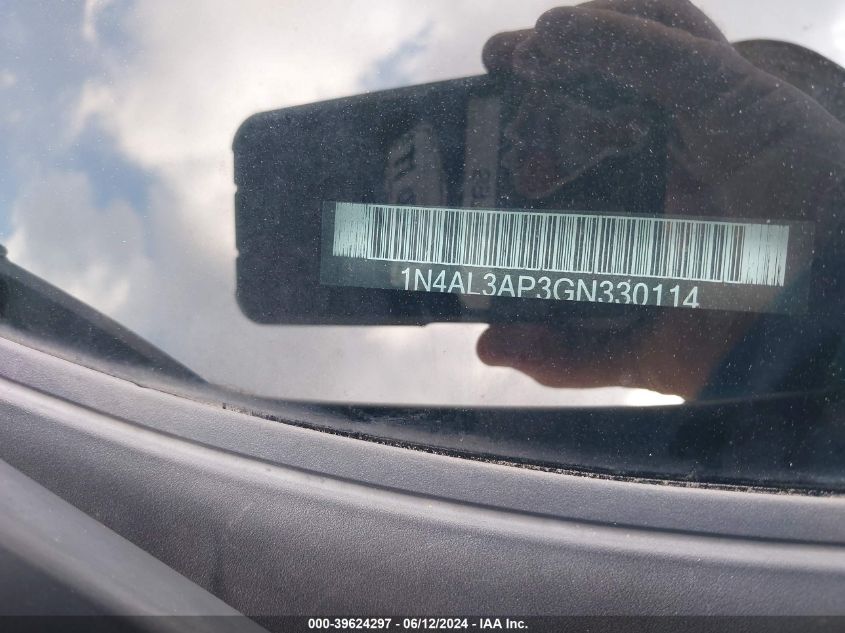 1N4AL3AP3GN330114
000-39624297 - 06/12/2024 - IAA Inc.